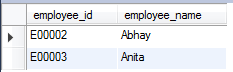 employee_id employee_name
E00002 Abhay
E00003 Anita